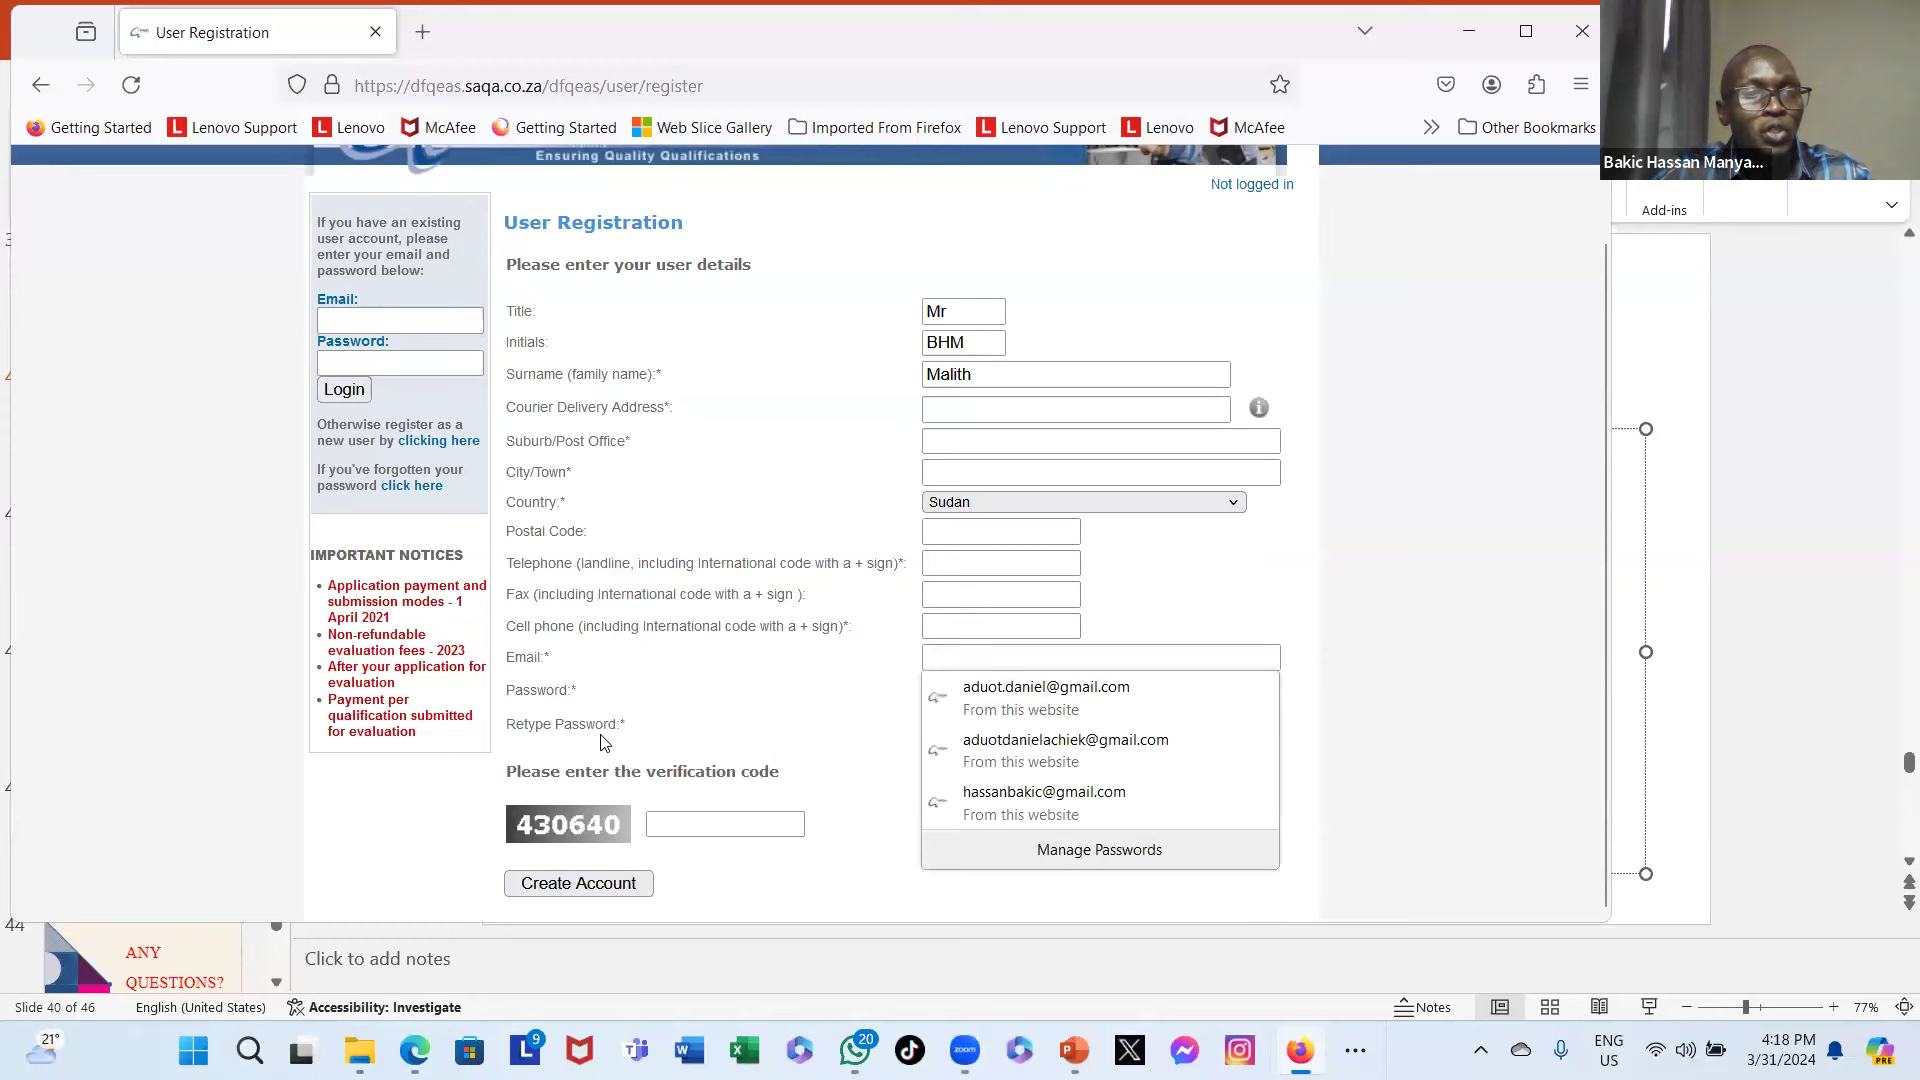 User Registration
https://dfqeas.saqa.co.za/dfqeas/user/register
Getting Started
Lenovo Support
Lenovo
McAfee
Getting Started
Web Slice Gallery
Imported From Firefox
Lenovo Support
Lenovo
McAfee
Other Bookmarks
Bakic Hassan Manya...
Ensuring Quality Qualifications
Not logged in
Add-ins
If you have an existing
user account, please
enter your email and
password below:
Email:
Password:
Login
Otherwise register as a
new user by clicking here
If you've forgotten your
password click here
IMPORTANT NOTICES
Application payment and
submission modes - 1
April 2021
Non-refundable
evaluation fees - 2023
After your application for
evaluation
Payment per
qualification submitted
for evaluation
User Registration
Please enter your user details
Title:
Mr
Initials:
BHM
Surname (family name):*
Malith
Courier Delivery Address*:
Suburb/Post Office*
City/Town*
Country:*
Sudan
Postal Code:
Telephone (landline, including International code with a + sign)*:
Fax (including International code with a + sign ):
Cell phone (including International code with a + sign)*:
Email:*
Password:*
Retype Password:*
aduot.daniel@gmail.com
From this website
aduotdanielachiek@gmail.com
From this website
hassanbakic@gmail.com
From this website
Manage Passwords
Please enter the verification code
430640
Create Account
44
ANY
QUESTIONS?
Click to add notes
Slide 40 of 46
English (United States)
Accessibility: Investigate
Notes
77%
21°
9
20
zoom
ENG
US
4:18 PM
3/31/2024
PRE